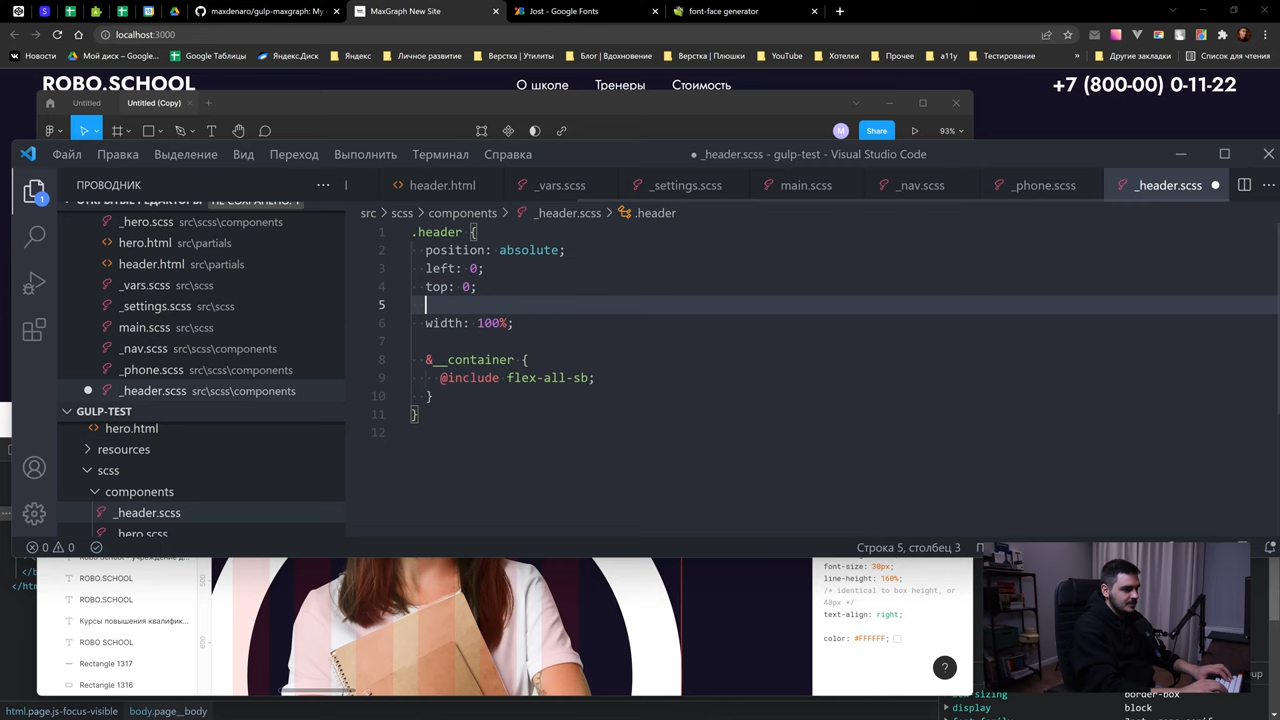 maxdenaro/gulp-maxgraph: My
MaxGraph New Site
Jost - Google Fonts
font-face generator
localhost:3000
Новости
Мой диск – Google...
Google Таблицы
Яндекс.Диск
Яндекс
Личное развитие
Верстка | Утилиты
Блог | Вдохновение
Верстка | Плюшки
YouTube
Хотелки
Прочее
a11y
Тестирование
»
Другие закладки
Список для чтения
ROBO.SCHOOL
О школе
Тренеры
Стоимость
+7 (800-00) 0-11-22
Untitled
Untitled (Copy)
M
Share
93%
Файл
Правка
Выделение
Вид
Переход
Выполнить
Терминал
Справка
● _header.scss - gulp-test - Visual Studio Code
ПРОВОДНИК
header.html
_vars.scss
_settings.scss
main.scss
_nav.scss
_phone.scss
_header.scss
1
src > scss > components > _header.scss > .header
_hero.scss src\scss\components
hero.html src\partials
header.html src\partials
_vars.scss src\scss
_settings.scss src\scss
main.scss src\scss
_nav.scss src\scss\components
_phone.scss src\scss\components
_header.scss src\scss\components
GULP-TEST
hero.html
resources
scss
components
_header.scss
1 .header {
2 position: absolute;
3 left: 0;
4 top: 0;
5
6 width: 100%;
7
8 &__container {
9 @include flex-all-sb;
10 }
11 }
12
0 0
Строка 5, столбец 3
ROBO.SCHOOL
ROBO.SCHOOL
Курсы повышения квалифик...
ROBO SCHOOL
Rectangle 1317
Rectangle 1316
500
600
font-size: 30px;
line-height: 160%;
/* identical to box height, or
48px */
text-align: right;
color: #FFFFFF;
?
html.page.js-focus-visible
body.page__body
border-box
display
block